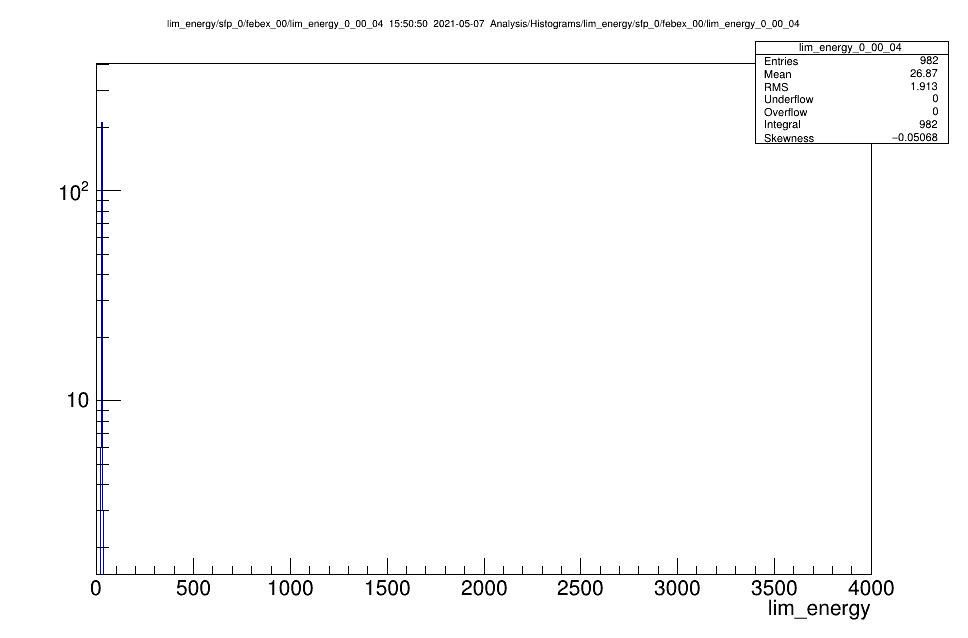 lim_energy/sfp_0/febex_00/lim_energy_0_00_04 15:50:50 2021-05-07 Analysis/Histograms/lim_energy/sfp_0/febex_00/lim_energy_0_00_04
lim_energy_0_00_04
Entries 982
Mean 26.87
RMS 1.913
Underflow 0
Overflow 0
Integral 982
Skewness −0.05068
10²
10
0 500 1000 1500 2000 2500 3000 3500 4000
lim_energy